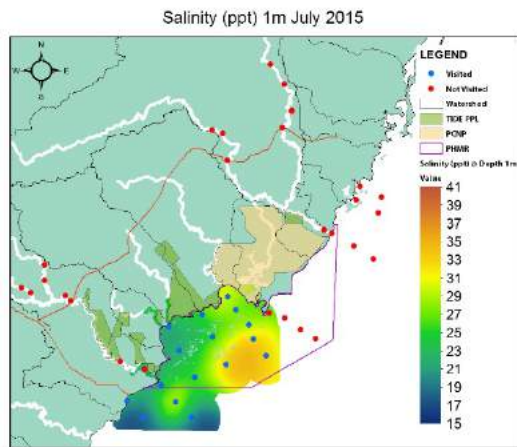 Salinity (ppt) 1m July 2015
N
W E
S
LEGEND
Visited
Not Visited
Watershed
TIDE PPL
PCNP
PHMR
Salinity (ppt) @ Depth 1m
Value
41
39
37
35
33
31
29
27
25
23
21
19
17
15